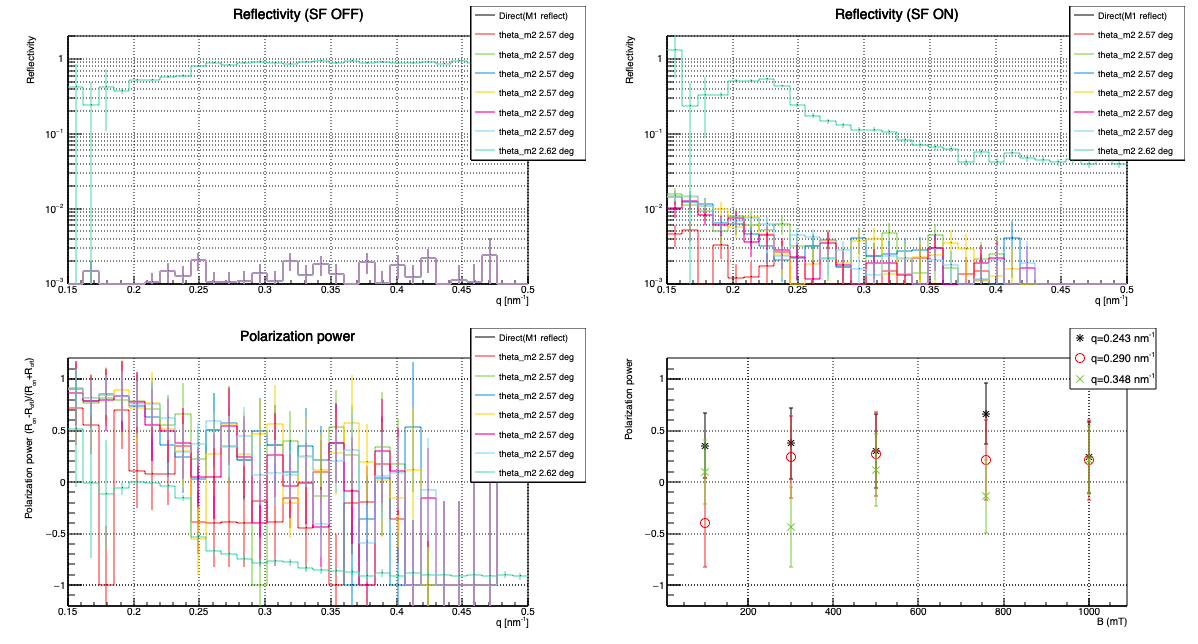 Reflectivity (SF OFF)
Reflectivity
1
10⁻¹
10⁻²
10⁻³
0.15 0.2 0.25 0.3 0.35 0.4 0.45 0.5
q [nm⁻¹]
Direct(M1 reflect)
theta_m2 2.57 deg
theta_m2 2.57 deg
theta_m2 2.57 deg
theta_m2 2.57 deg
theta_m2 2.57 deg
theta_m2 2.57 deg
theta_m2 2.62 deg
Reflectivity (SF ON)
Reflectivity
1
10⁻¹
10⁻²
10⁻³
0.15 0.2 0.25 0.3 0.35 0.4 0.45 0.5
q [nm⁻¹]
Direct(M1 reflect)
theta_m2 2.57 deg
theta_m2 2.57 deg
theta_m2 2.57 deg
theta_m2 2.57 deg
theta_m2 2.57 deg
theta_m2 2.57 deg
theta_m2 2.62 deg
Polarization power
Polarization power (R_on-R_off)/(R_on+R_off)
1
0.5
0
−0.5
−1
0.15 0.2 0.25 0.3 0.35 0.4 0.45 0.5
q [nm⁻¹]
Direct(M1 reflect)
theta_m2 2.57 deg
theta_m2 2.57 deg
theta_m2 2.57 deg
theta_m2 2.57 deg
theta_m2 2.57 deg
theta_m2 2.57 deg
theta_m2 2.62 deg
Polarization power
1
0.5
0
−0.5
−1
200 400 600 800 1000
B (mT)
q=0.243 nm⁻¹
q=0.290 nm⁻¹
q=0.348 nm⁻¹